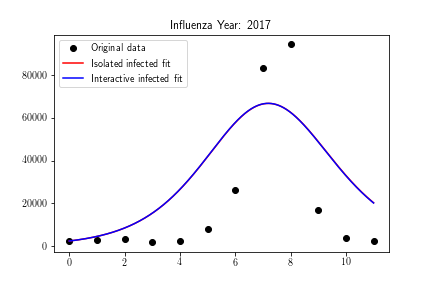 Influenza Year: 2017
Original data
Isolated infected fit
Interactive infected fit
80000
60000
40000
20000
0
0 2 4 6 8 10